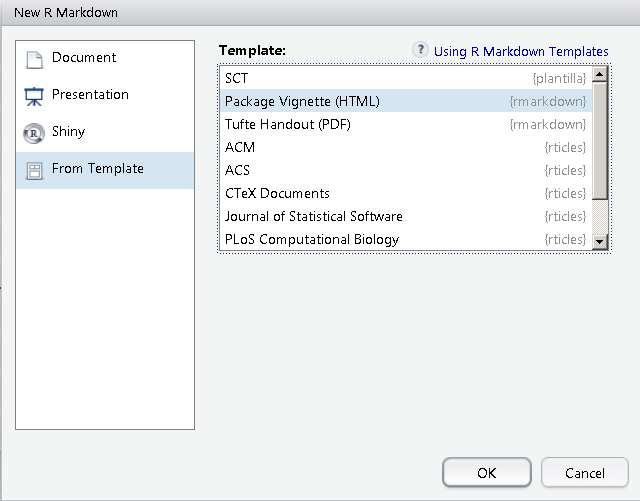 New R Markdown
Document
Presentation
Shiny
From Template
Template:
? Using R Markdown Templates
SCT {plantilla}
Package Vignette (HTML) {rmarkdown}
Tufte Handout (PDF) {rmarkdown}
ACM {rticles}
ACS {rticles}
CTeX Documents {rticles}
Journal of Statistical Software {rticles}
PLoS Computational Biology {rticles}
OK Cancel